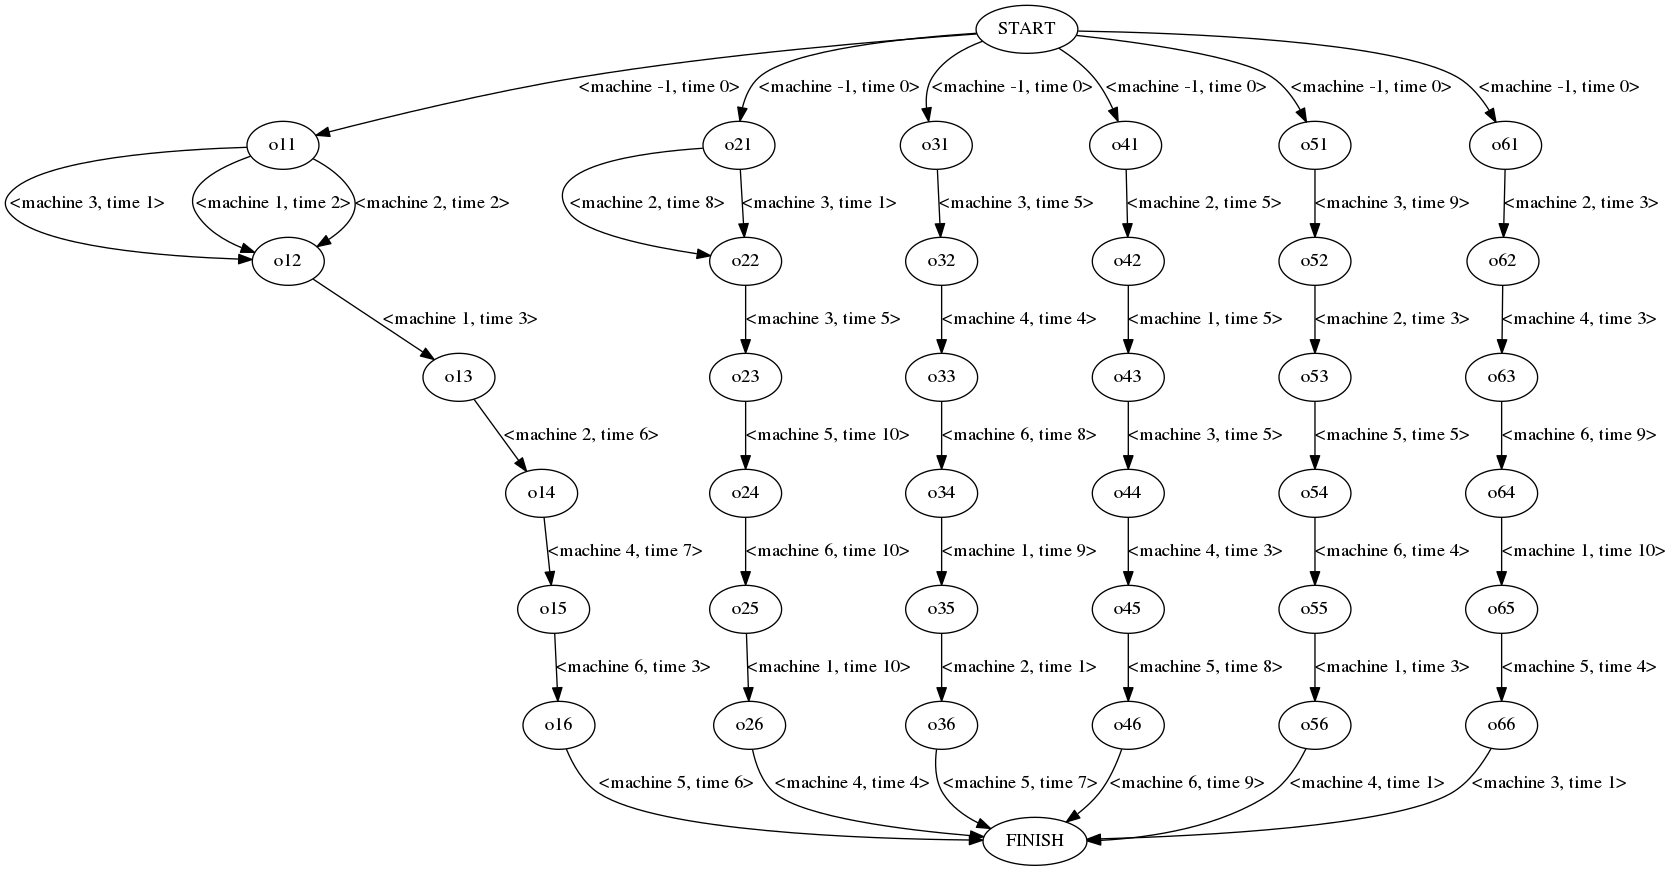 START
<machine -1, time 0> <machine -1, time 0> <machine -1, time 0> <machine -1, time 0> <machine -1, time 0> <machine -1, time 0>
o11 o21 o31 o41 o51 o61
<machine 3, time 1> <machine 1, time 2> <machine 2, time 2> <machine 2, time 8> <machine 3, time 1> <machine 3, time 5> <machine 2, time 5> <machine 3, time 9> <machine 2, time 3>
o12 o22 o32 o42 o52 o62
<machine 1, time 3> <machine 3, time 5> <machine 4, time 4> <machine 1, time 5> <machine 2, time 3> <machine 4, time 3>
o13 o23 o33 o43 o53 o63
<machine 2, time 6> <machine 5, time 10> <machine 6, time 8> <machine 3, time 5> <machine 5, time 5> <machine 6, time 9>
o14 o24 o34 o44 o54 o64
<machine 4, time 7> <machine 6, time 10> <machine 1, time 9> <machine 4, time 3> <machine 6, time 4> <machine 1, time 10>
o15 o25 o35 o45 o55 o65
<machine 6, time 3> <machine 1, time 10> <machine 2, time 1> <machine 5, time 8> <machine 1, time 3> <machine 5, time 4>
o16 o26 o36 o46 o56 o66
<machine 5, time 6> <machine 4, time 4> <machine 5, time 7> <machine 6, time 9> <machine 4, time 1> <machine 3, time 1>
FINISH